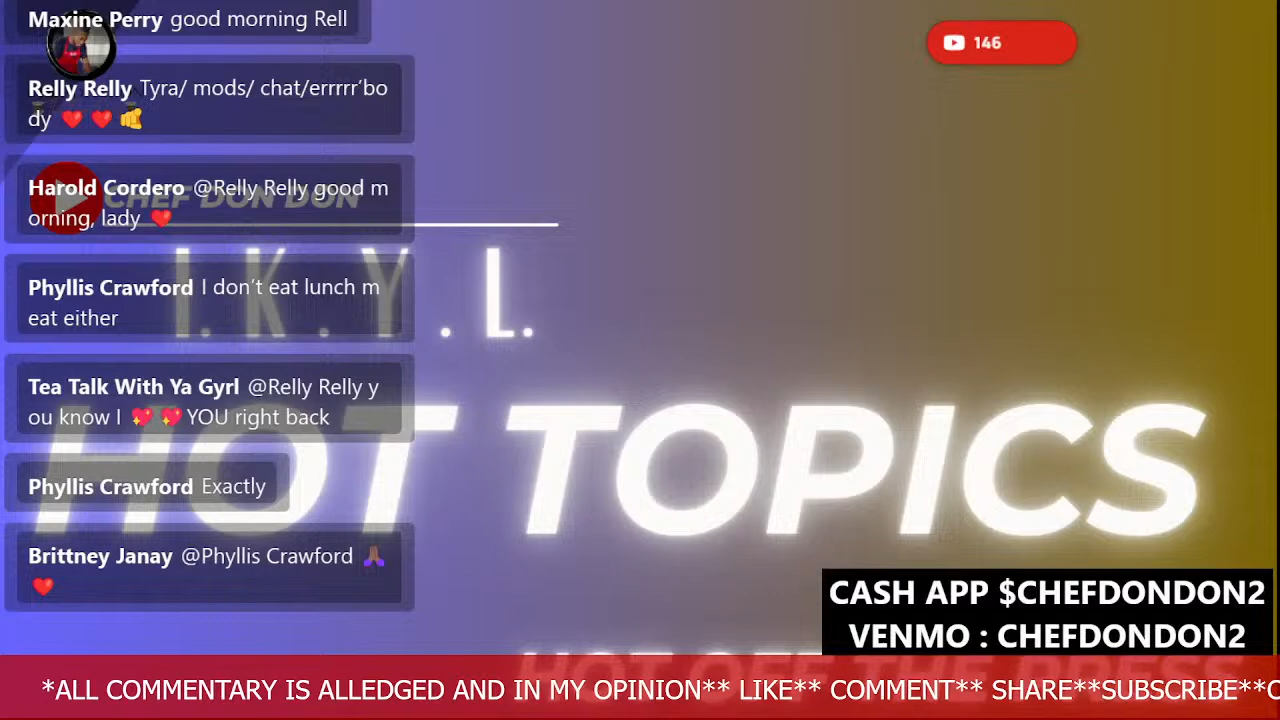 Maxine Perry good morning Rell
146
Relly Relly Tyra/ mods/ chat/errrrr’bo
dy ❤️ ❤️ 🫵
Harold Cordero @Relly Relly good m
orning, lady ❤️
CHEF DON DON
I. K . Y . L.
Phyllis Crawford I don’t eat lunch m
eat either
Tea Talk With Ya Gyrl @Relly Relly y
ou know I 💖 💖 YOU right back
HOT TOPICS
Phyllis Crawford Exactly
Brittney Janay @Phyllis Crawford 🙏🏾
❤️
CASH APP $CHEFDONDON2
VENMO : CHEFDONDON2
HOT OFF THE PRESS
*ALL COMMENTARY IS ALLEDGED AND IN MY OPINION** LIKE** COMMENT** SHARE**SUBSCRIBE**C